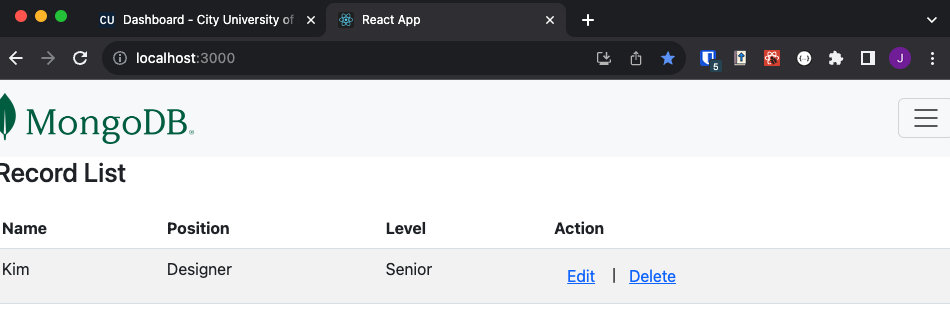 CU Dashboard - City University of
React App
localhost:3000
5
J
MongoDB®
Record List
Name Position Level Action
Kim Designer Senior Edit | Delete